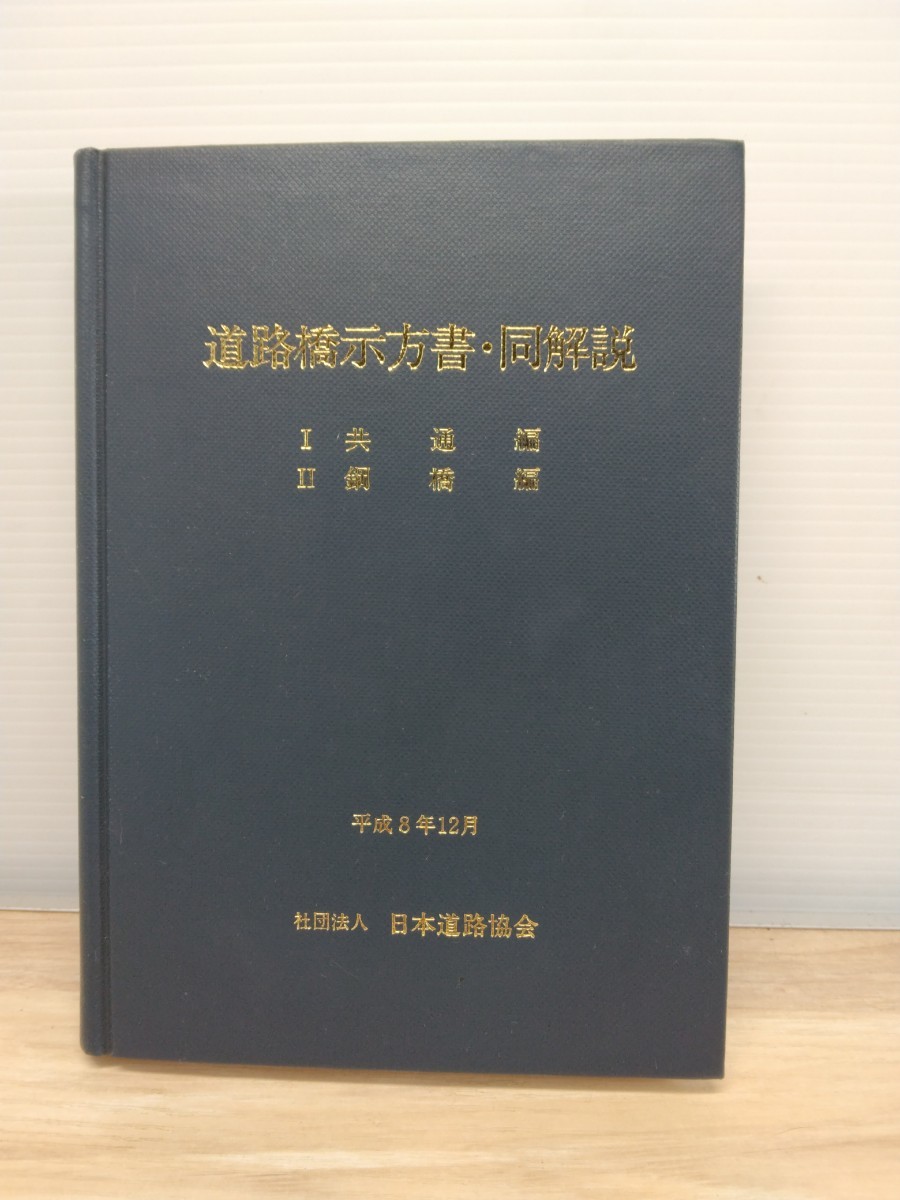 道路橋示方書・同解説
I 共通編
II 鋼橋編
平成8年12月
社団法人 日本道路協会